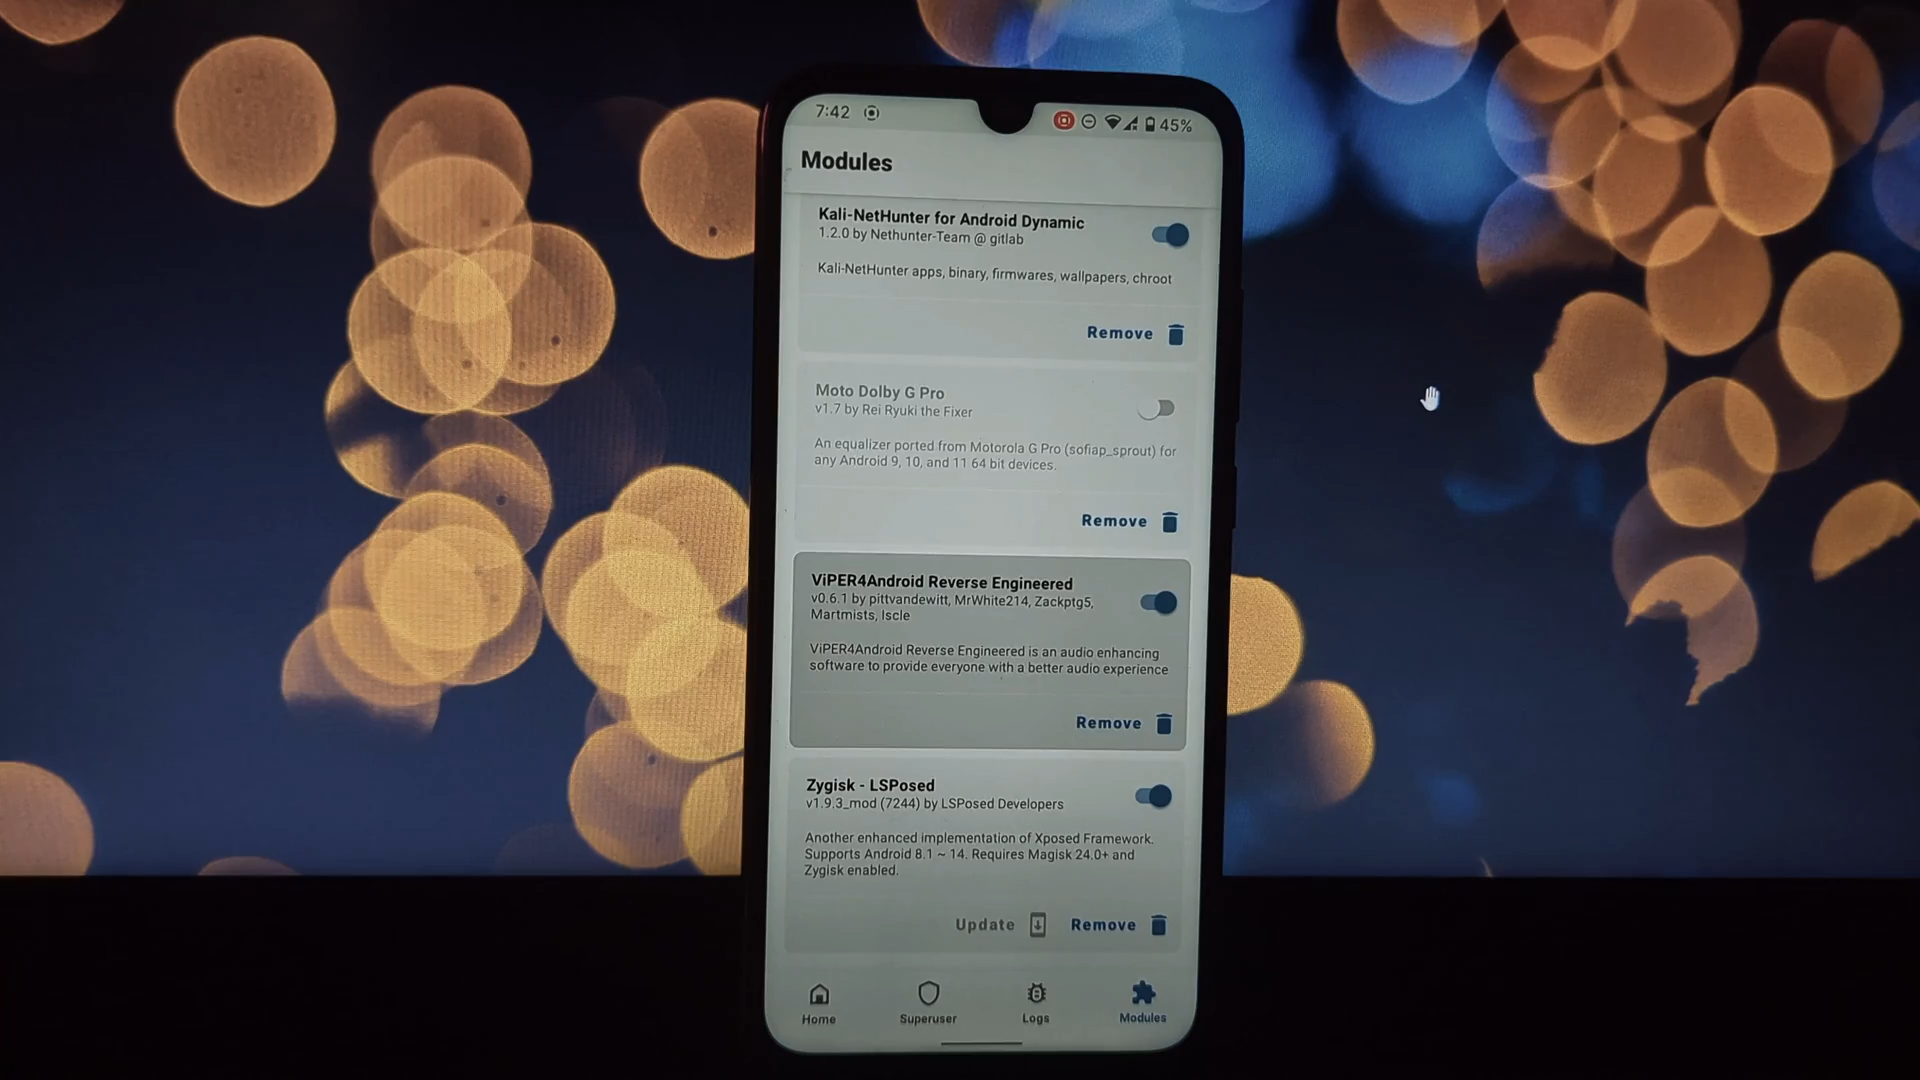 7:42
45%
Modules
Kali-NetHunter for Android Dynamic
1.2.0 by Nethunter-Team @ gitlab
Kali-NetHunter apps, binary, firmwares, wallpapers, chroot
Remove
Moto Dolby G Pro
v1.7 by Rei Ryuki the Fixer
An equalizer ported from Motorola G Pro (sofiap_sprout) for
any Android 9, 10, and 11 64 bit devices.
Remove
ViPER4Android Reverse Engineered
v0.6.1 by pittvandewitt, MrWhite214, Zackptg5,
Martmists, Iscle
ViPER4Android Reverse Engineered is an audio enhancing
software to provide everyone with a better audio experience
Remove
Zygisk - LSPosed
v1.9.3_mod (7244) by LSPosed Developers
Another enhanced implementation of Xposed Framework.
Supports Android 8.1 ~ 14. Requires Magisk 24.0+ and
Zygisk enabled.
Update Remove
Home Superuser Logs Modules